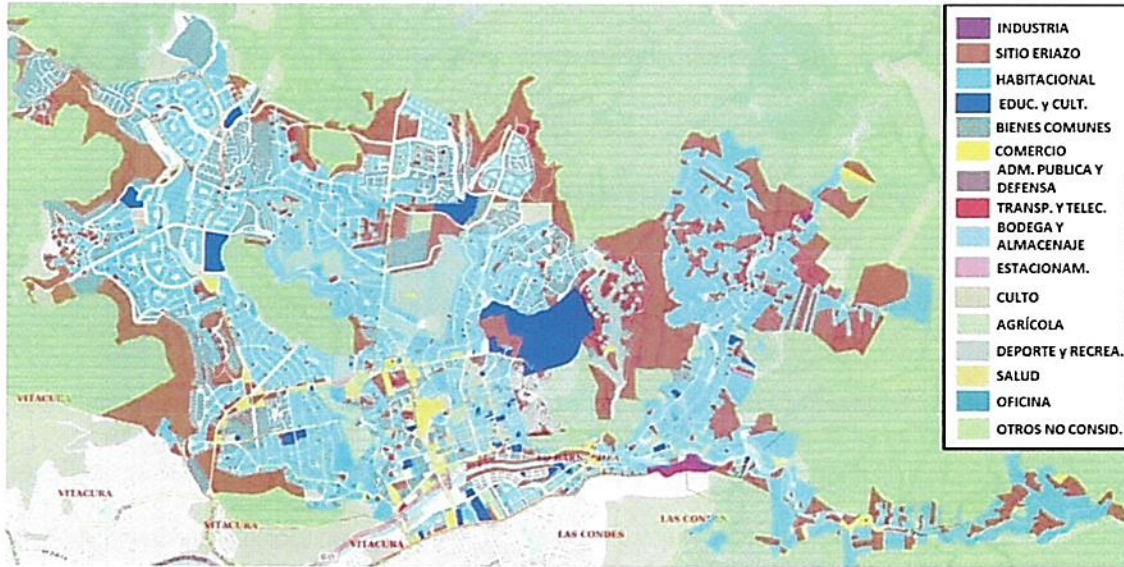 INDUSTRIA
SITIO ERIAZO
HABITACIONAL
EDUC. y CULT.
BIENES COMUNES
COMERCIO
ADM. PUBLICA Y
DEFENSA
TRANSP. Y TELEC.
BODEGA Y
ALMACENAJE
ESTACIONAM.
CULTO
AGRÍCOLA
DEPORTE y RECREA.
SALUD
OFICINA
OTROS NO CONSID.
VITACURA
VITACURA
VITACURA
VITACURA
LAS CONDES
LAS CONDES